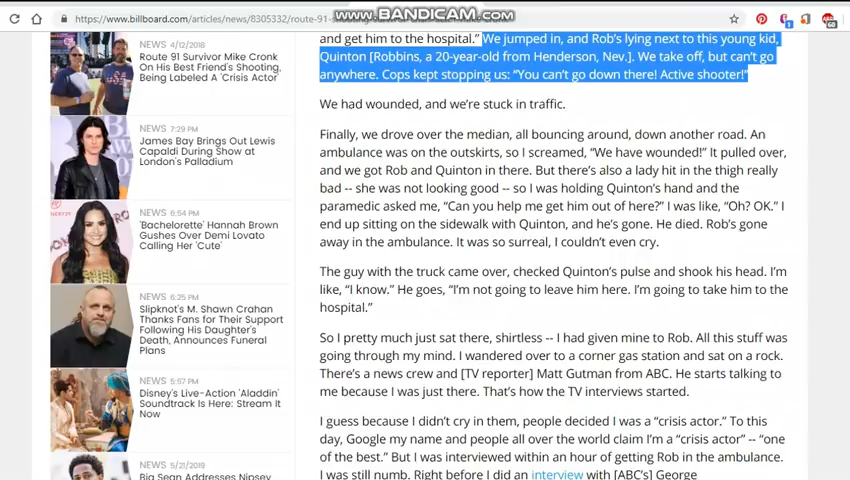 www.BANDICAM.com
https://www.billboard.com/articles/news/8305332/route-91-
and get him to the hospital.” We jumped in, and Rob’s lying next to this young kid,
Quinton [Robbins, a 20-year-old from Henderson, Nev.]. We take off, but can’t go
anywhere. Cops kept stopping us: “You can’t go down there! Active shooter!”
We had wounded, and we’re stuck in traffic.
Finally, we drove over the median, all bouncing around, down another road. An
ambulance was on the outskirts, so I screamed, “We have wounded!” It pulled over,
and we got Rob and Quinton in there. But there’s also a lady hit in the thigh really
bad -- she was not looking good -- so I was holding Quinton’s hand and the
paramedic asked me, “Can you help me get him out of here?” I was like, “Oh? OK.” I
end up sitting on the sidewalk with Quinton, and he’s gone. He died. Rob’s gone
away in the ambulance. It was so surreal, I couldn’t even cry.
The guy with the truck came over, checked Quinton’s pulse and shook his head. I’m
like, “I know.” He goes, “I’m not going to leave him here. I’m going to take him to the
hospital.”
So I pretty much just sat there, shirtless -- I had given mine to Rob. All this stuff was
going through my mind. I wandered over to a corner gas station and sat on a rock.
There’s a news crew and [TV reporter] Matt Gutman from ABC. He starts talking to
me because I was just there. That’s how the TV interviews started.
I guess because I didn’t cry in them, people decided I was a “crisis actor.” To this
day, Google my name and people all over the world claim I’m a “crisis actor” -- “one
of the best.” But I was interviewed within an hour of getting Rob in the ambulance.
I was still numb. Right before I did an interview with [ABC’s] George
NEWS 4/12/2018
Route 91 Survivor Mike Cronk
On His Best Friend's Shooting,
Being Labeled A 'Crisis Actor'
NEWS 7:29 PM
James Bay Brings Out Lewis
Capaldi During Show at
London's Palladium
NEWS 6:54 PM
'Bachelorette' Hannah Brown
Gushes Over Demi Lovato
Calling Her 'Cute'
NEWS 6:25 PM
Slipknot's M. Shawn Crahan
Thanks Fans for Their Support
Following His Daughter's
Death, Announces Funeral
Plans
NEWS 5:57 PM
Disney's Live-Action 'Aladdin'
Soundtrack Is Here: Stream It
Now
NEWS 5/21/2019
Big Sean Addresses Nipsey